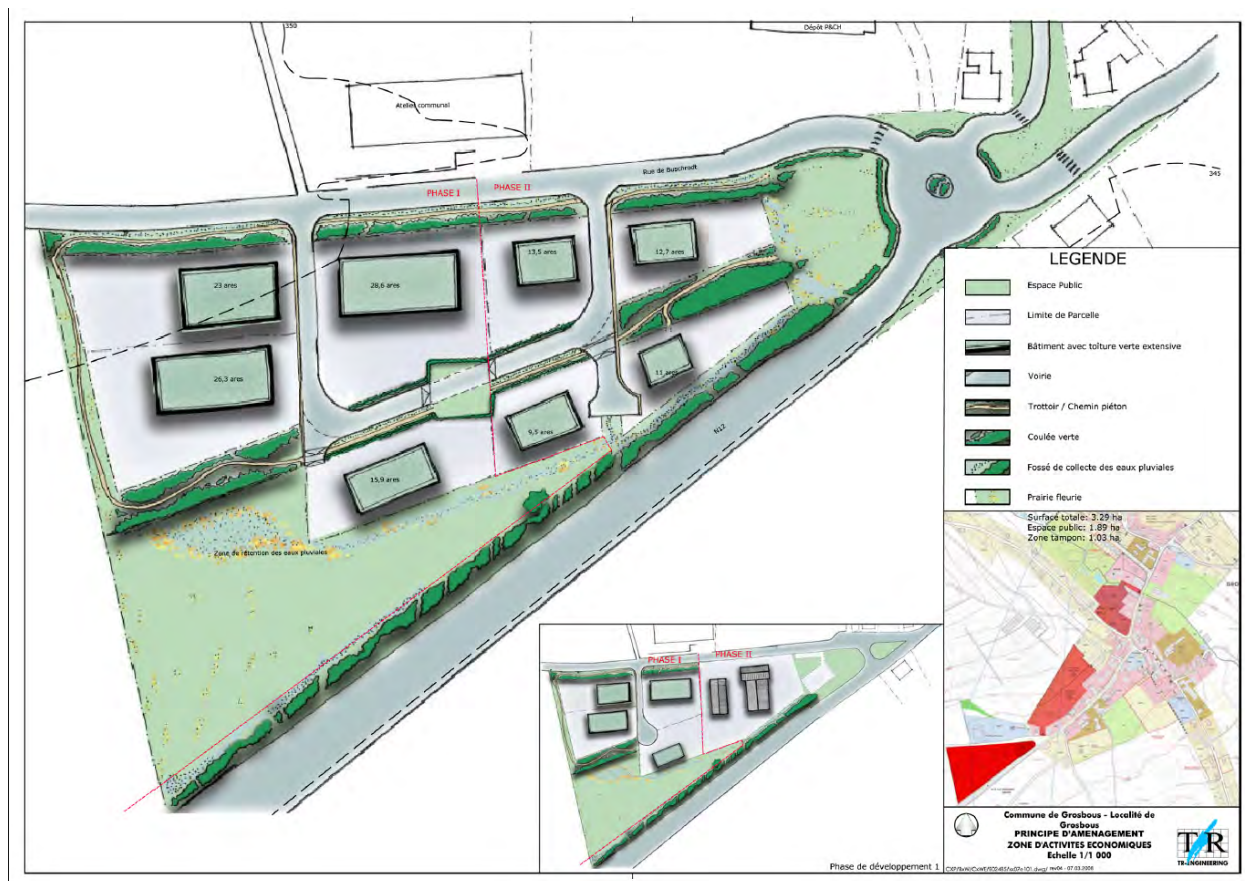 350
Dépôt P&CH
Atelier communal
Rue de Buschrodt
345
PHASE I
PHASE II
23 ares
28,6 ares
13,5 ares
12,7 ares
26,3 ares
11 ares
9,5 ares
15,9 ares
N12
Zone de rétention des eaux pluviales
LEGENDE
Espace Public
Limite de Parcelle
Bâtiment avec toiture verte extensive
Voirie
Trottoir / Chemin piéton
Coulée verte
Fossé de collecte des eaux pluviales
Prairie fleurie
Surface totale: 3.29 ha
Espace public: 1.89 ha
Zone tampon: 1.03 ha
PHASE I
PHASE II
Phase de développement 1
Commune de Grosbous - Localité de
Grosbous
PRINCIPE D'AMENAGEMENT
ZONE D'ACTIVITES ECONOMIQUES
Echelle 1/1 000
TR
TR-ENGINEERING